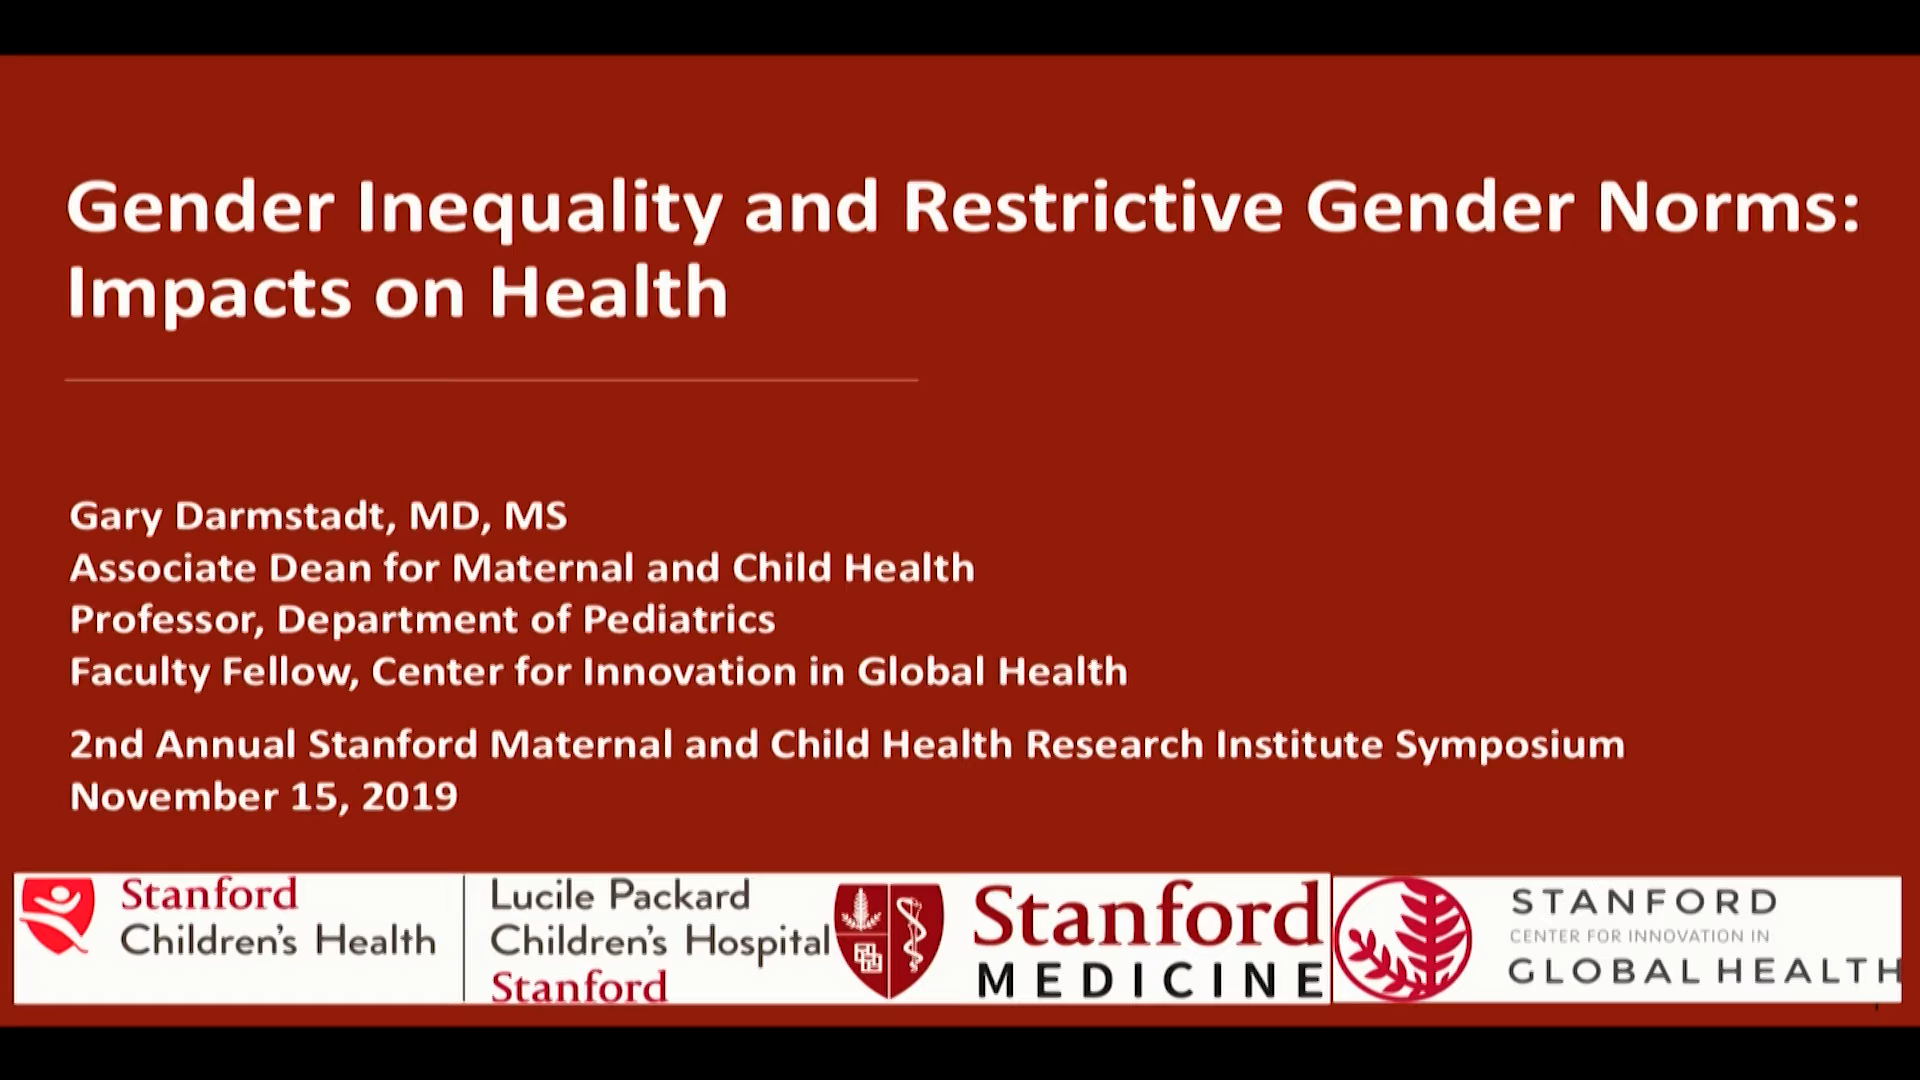 Gender Inequality and Restrictive Gender Norms:
Impacts on Health
Gary Darmstadt, MD, MS
Associate Dean for Maternal and Child Health
Professor, Department of Pediatrics
Faculty Fellow, Center for Innovation in Global Health
2nd Annual Stanford Maternal and Child Health Research Institute Symposium
November 15, 2019
Stanford
Children's Health
Lucile Packard
Children's Hospital
Stanford
Stanford
MEDICINE
STANFORD
CENTER FOR INNOVATION IN
GLOBAL HEALTH